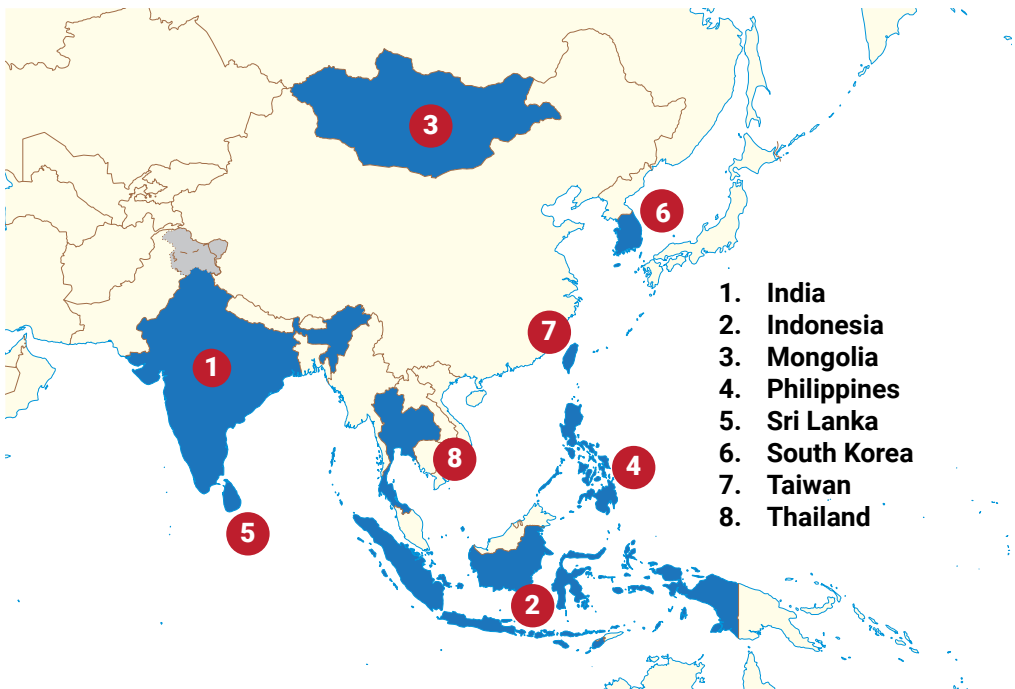 3
6
7
1
8
4
5
2
1. India
2. Indonesia
3. Mongolia
4. Philippines
5. Sri Lanka
6. South Korea
7. Taiwan
8. Thailand